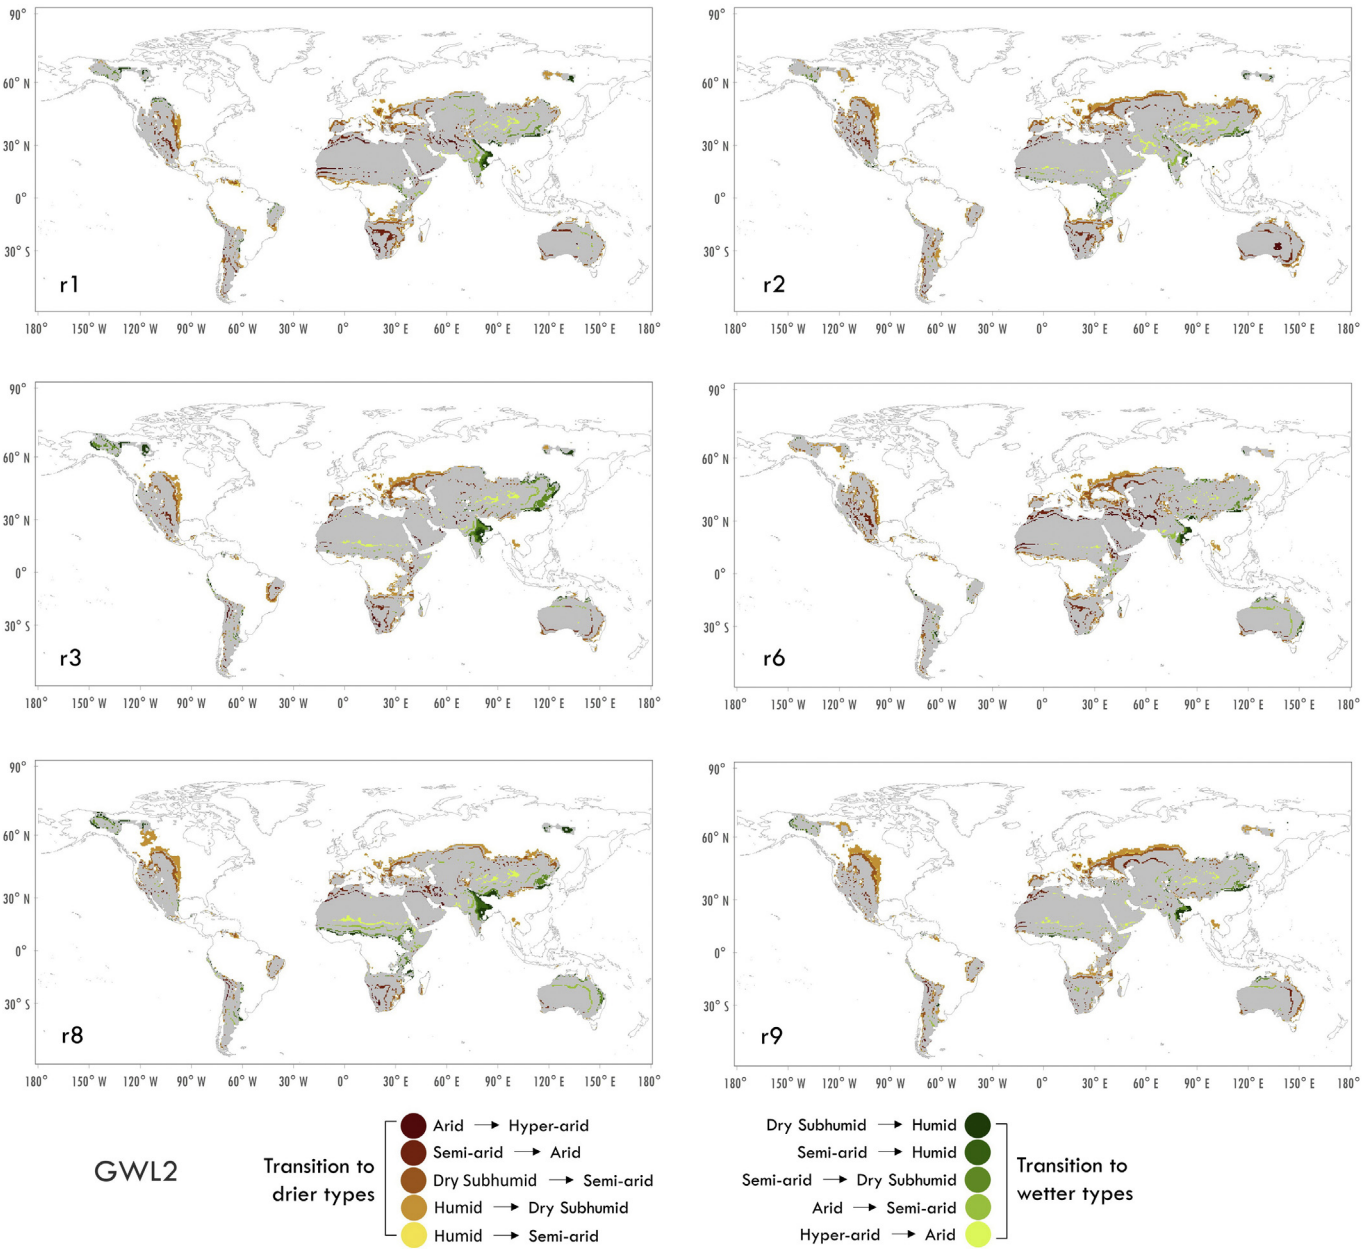 90°
60° N
30° N
0°
30° S
r1
180° 150° W 120° W 90° W 60° W 30° W 0° 30° E 60° E 90° E 120° E 150° E 180°
90°
60° N
30° N
0°
30° S
r2
180° 150° W 120° W 90° W 60° W 30° W 0° 30° E 60° E 90° E 120° E 150° E 180°
90°
60° N
30° N
0°
30° S
r3
180° 150° W 120° W 90° W 60° W 30° W 0° 30° E 60° E 90° E 120° E 150° E 180°
90°
60° N
30° N
0°
30° S
r6
180° 150° W 120° W 90° W 60° W 30° W 0° 30° E 60° E 90° E 120° E 150° E 180°
90°
60° N
30° N
0°
30° S
r8
180° 150° W 120° W 90° W 60° W 30° W 0° 30° E 60° E 90° E 120° E 150° E 180°
90°
60° N
30° N
0°
30° S
r9
180° 150° W 120° W 90° W 60° W 30° W 0° 30° E 60° E 90° E 120° E 150° E 180°
GWL2
Transition to
drier types
Arid → Hyper-arid
Semi-arid → Arid
Dry Subhumid → Semi-arid
Humid → Dry Subhumid
Humid → Semi-arid
Dry Subhumid → Humid
Semi-arid → Humid
Semi-arid → Dry Subhumid
Arid → Semi-arid
Hyper-arid → Arid
Transition to
wetter types